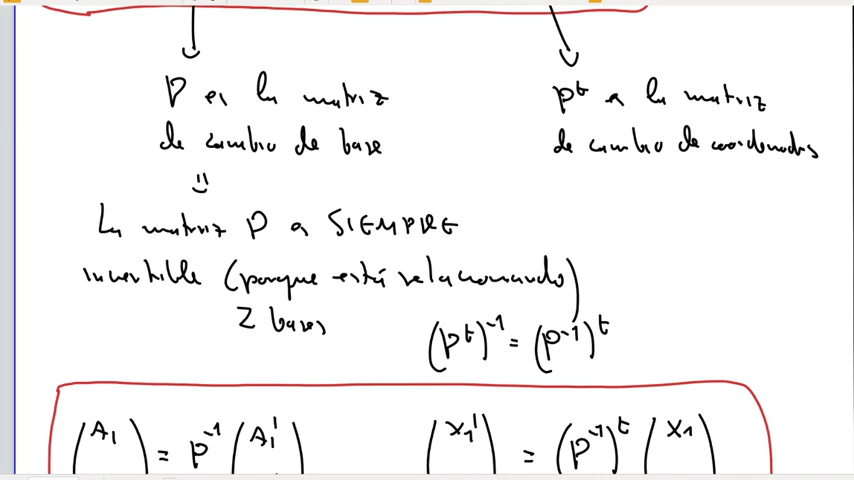 P es la matriz
de cambio de base
P^t es la matriz
de cambio de coordenadas
La matriz P es SIEMPRE
invertible (porque está relacionando)
2 bases
(P^t)^-1 = (P^-1)^t
(A1) = P^-1 (A1')
(X1') = (P^-1)^t (X1)